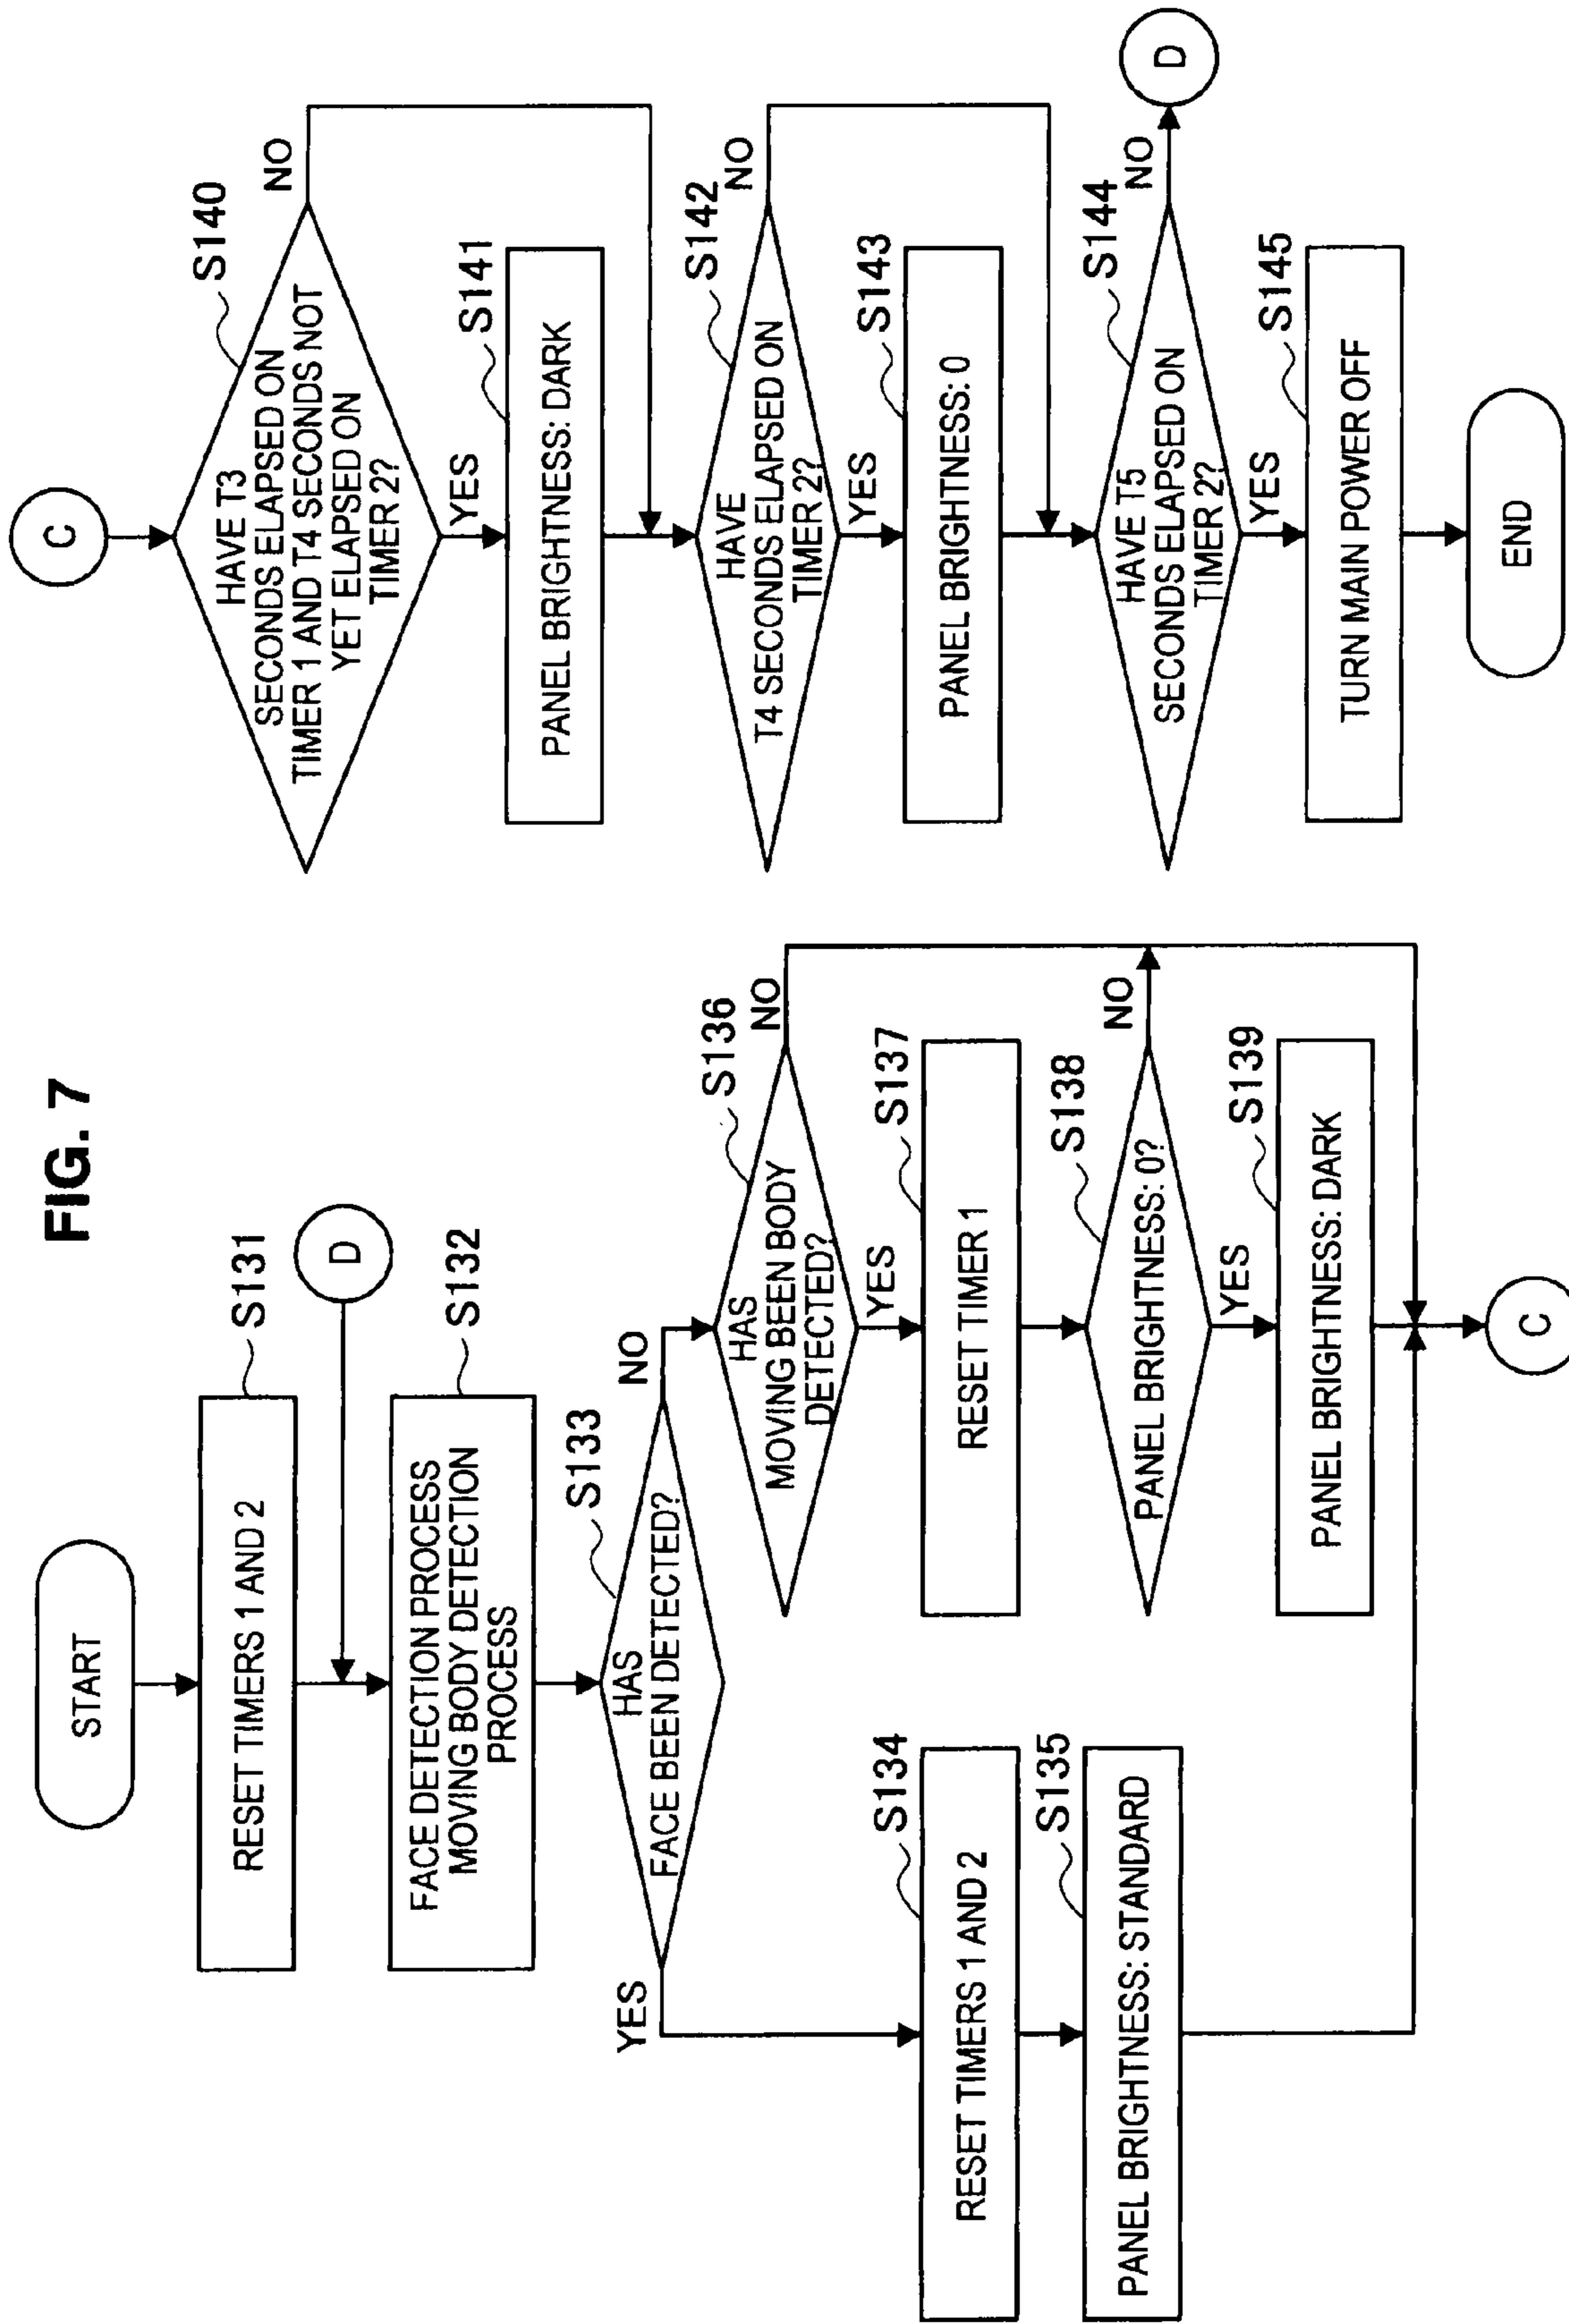 FIG. 7
START
RESET TIMERS 1 AND 2
S131
D
FACE DETECTION PROCESS
MOVING BODY DETECTION
PROCESS
S132
HAS
FACE BEEN DETECTED?
S133
YES
NO
RESET TIMERS 1 AND 2
S134
PANEL BRIGHTNESS: STANDARD
S135
HAS
MOVING BEEN BODY
DETECTED?
S136
NO
YES
RESET TIMER 1
S137
PANEL BRIGHTNESS: 0?
S138
NO
YES
PANEL BRIGHTNESS: DARK
S139
C
C
HAVE T3
SECONDS ELAPSED ON
TIMER 1 AND T4 SECONDS NOT
YET ELAPSED ON
TIMER 2?
S140
NO
YES
PANEL BRIGHTNESS: DARK
S141
HAVE
T4 SECONDS ELAPSED ON
TIMER 2?
S142
NO
YES
PANEL BRIGHTNESS: 0
S143
HAVE T5
SECONDS ELAPSED ON
TIMER 2?
S144
NO
D
YES
TURN MAIN POWER OFF
S145
END